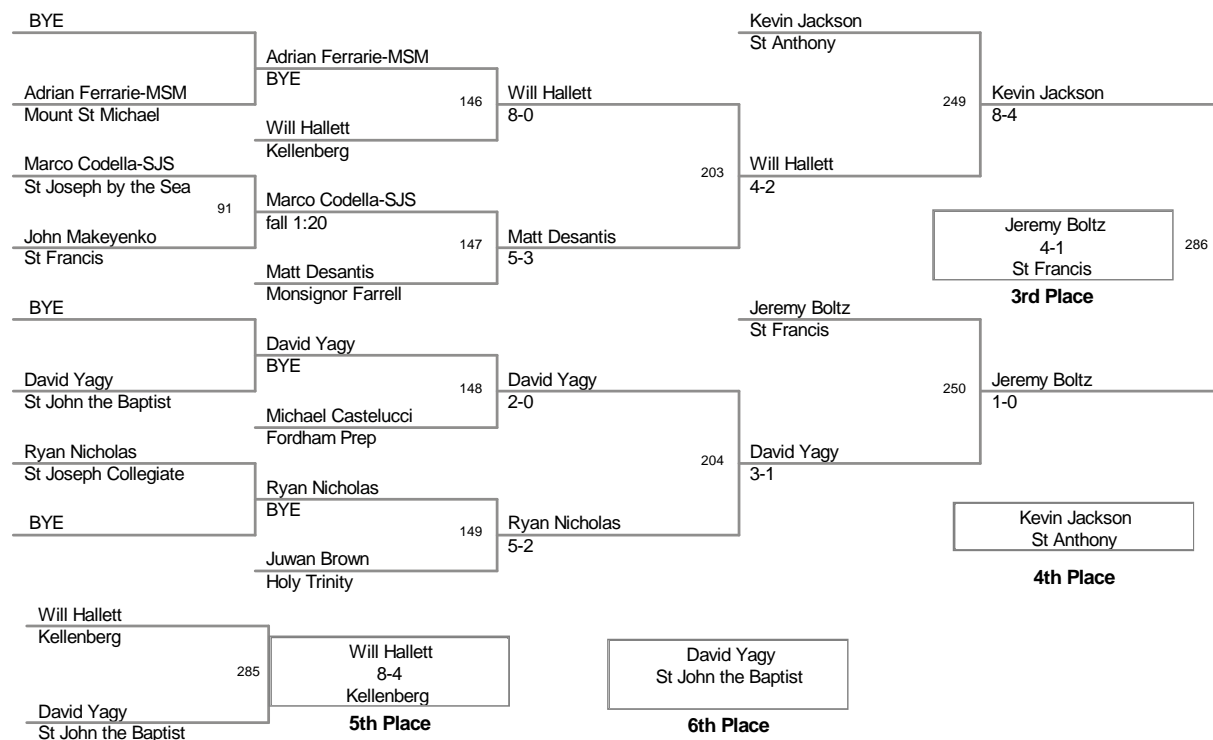 BYE
Adrian Ferrarie-MSM
Mount St Michael
Marco Codella-SJS
St Joseph by the Sea
91
John Makeyenko
St Francis
BYE
David Yagy
St John the Baptist
Ryan Nicholas
St Joseph Collegiate
BYE
Adrian Ferrarie-MSM
BYE
146
Will Hallett
Kellenberg
Marco Codella-SJS
fall 1:20
147
Matt Desantis
Monsignor Farrell
David Yagy
BYE
148
Michael Castelucci
Fordham Prep
Ryan Nicholas
BYE
149
Juwan Brown
Holy Trinity
Will Hallett
8-0
203
Matt Desantis
5-3
David Yagy
2-0
204
Ryan Nicholas
5-2
Kevin Jackson
St Anthony
249
Will Hallett
4-2
Jeremy Boltz
St Francis
250
David Yagy
3-1
Kevin Jackson
8-4
Jeremy Boltz
4-1
St Francis
286
3rd Place
Jeremy Boltz
1-0
Kevin Jackson
St Anthony
4th Place
Will Hallett
Kellenberg
285
David Yagy
St John the Baptist
Will Hallett
8-4
Kellenberg
5th Place
David Yagy
St John the Baptist
6th Place